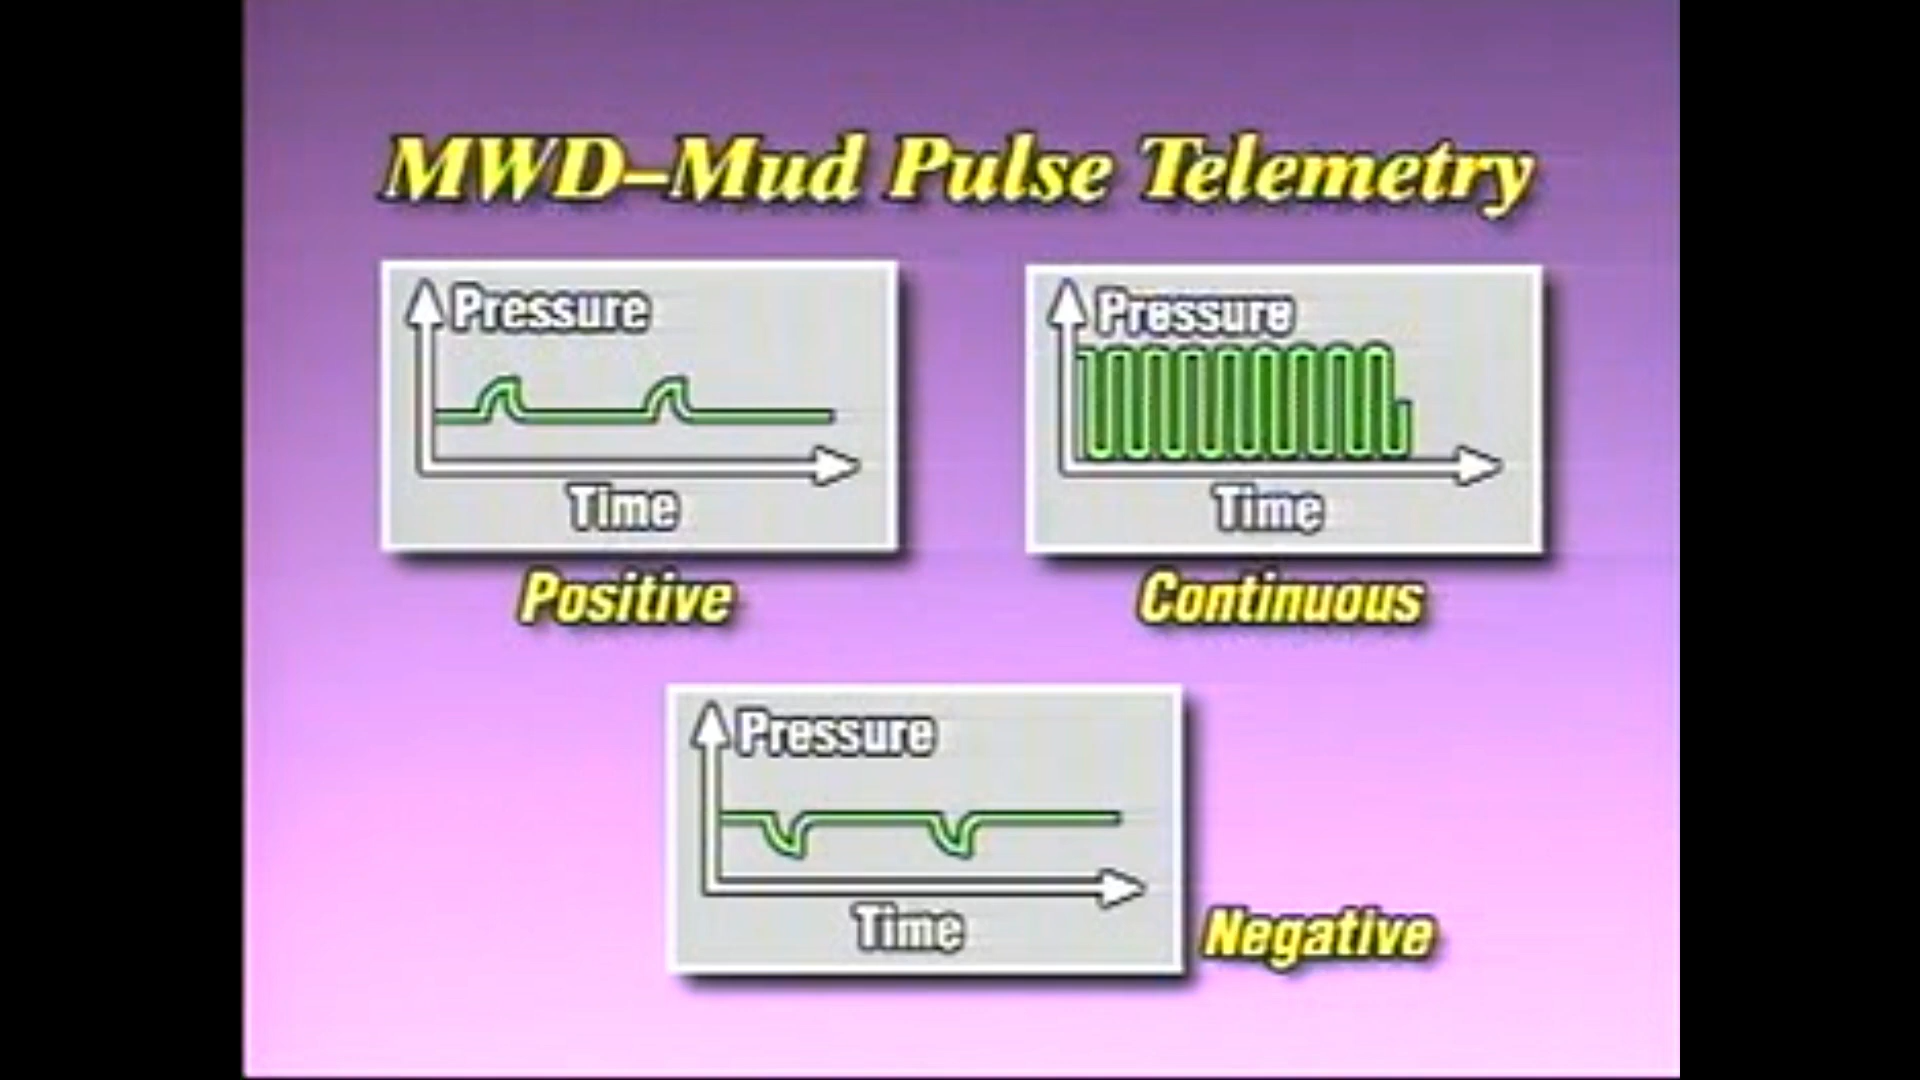 MWD–Mud Pulse Telemetry
Pressure
Time
Positive
Pressure
Time
Continuous
Pressure
Time
Negative